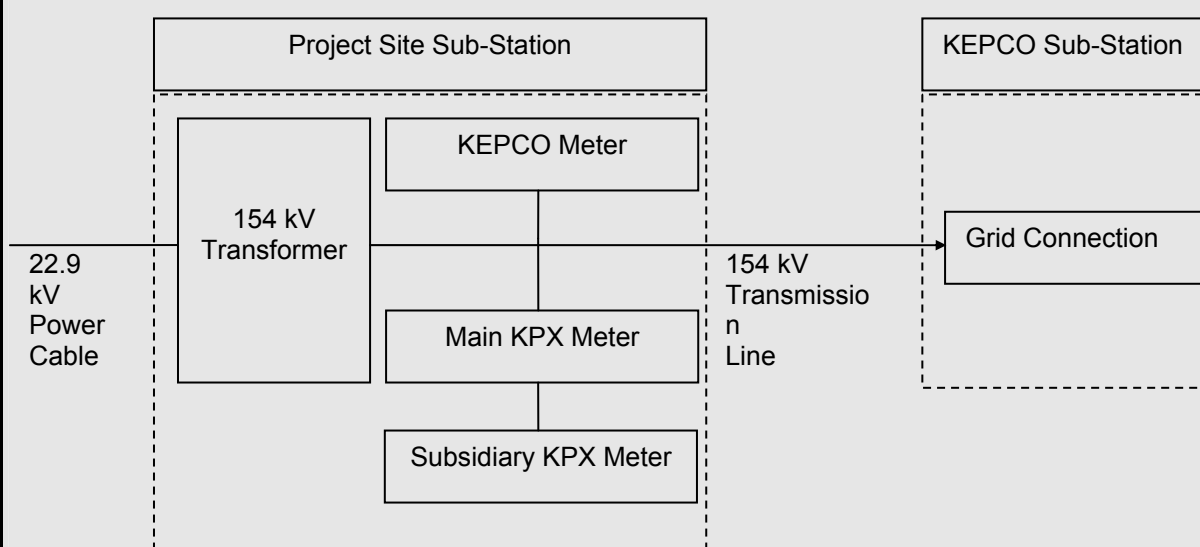 Project Site Sub-Station
KEPCO Sub-Station
KEPCO Meter
154 kV
Transformer
Grid Connection
22.9
kV
Power
Cable
154 kV
Transmissio
n
Line
Main KPX Meter
Subsidiary KPX Meter